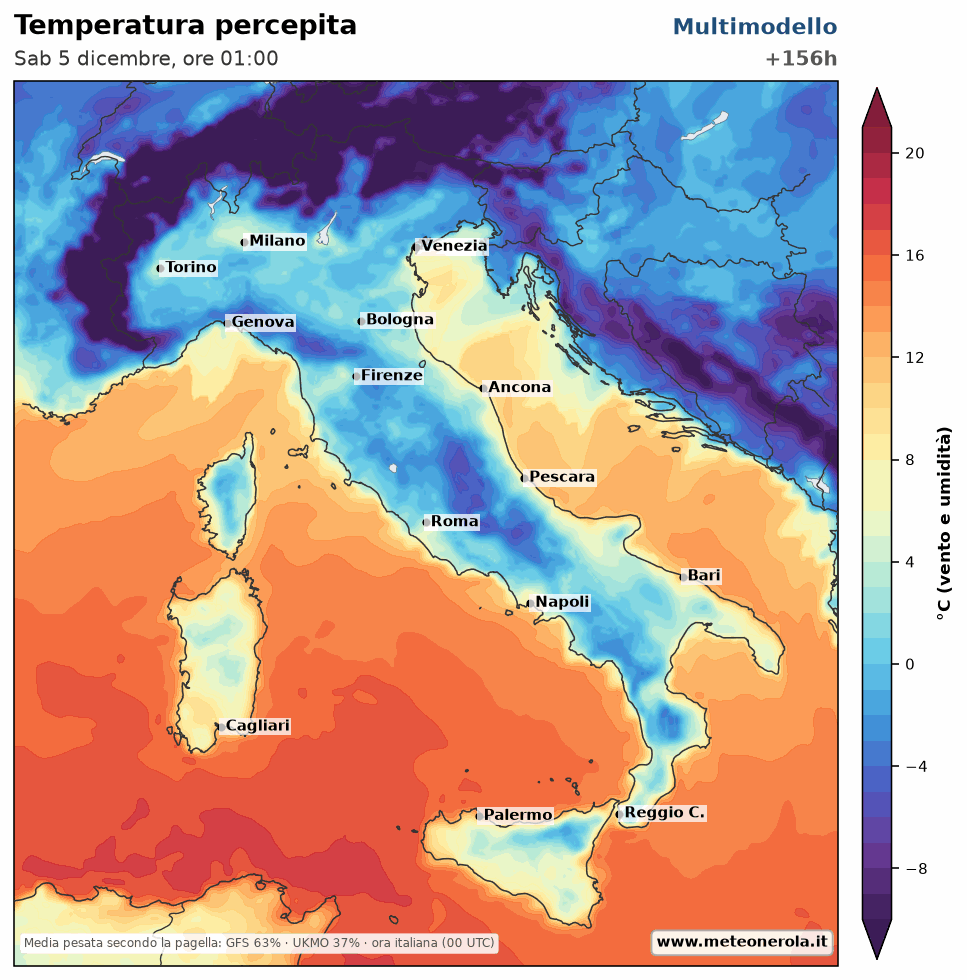 Temperatura percepita
Multimodello
Sab 5 dicembre, ore 01:00
+156h
Milano
Venezia
Torino
Genova
Bologna
Firenze
Ancona
Pescara
Roma
Bari
Napoli
Cagliari
Palermo
Reggio C.
20
16
12
8
4
0
−4
−8
°C (vento e umidità)
Media pesata secondo la pagella: GFS 63% · UKMO 37% · ora italiana (00 UTC)
www.meteonerola.it